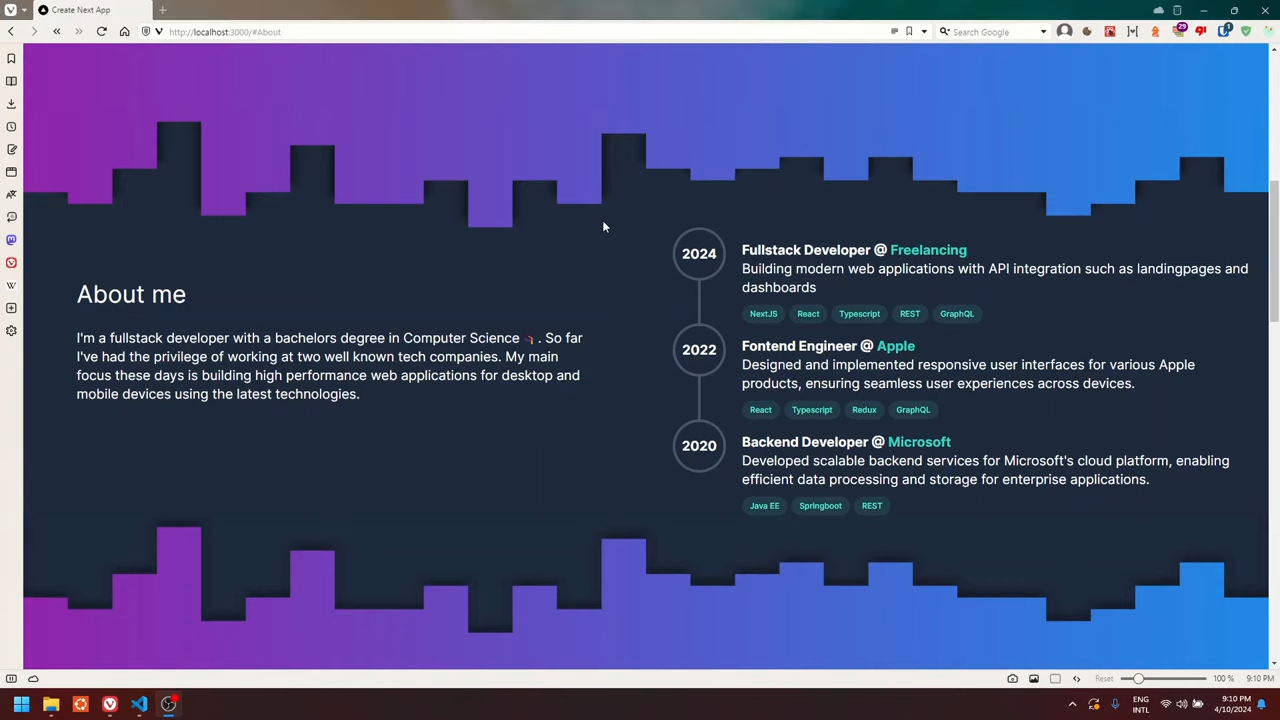 Create Next App
http://localhost:3000/#About
Search Google
29
1
2024
Fullstack Developer @ Freelancing
Building modern web applications with API integration such as landingpages and
dashboards
NextJS React Typescript REST GraphQL
About me
I'm a fullstack developer with a bachelors degree in Computer Science . So far
I've had the privilege of working at two well known tech companies. My main
focus these days is building high performance web applications for desktop and
mobile devices using the latest technologies.
2022
Fontend Engineer @ Apple
Designed and implemented responsive user interfaces for various Apple
products, ensuring seamless user experiences across devices.
React Typescript Redux GraphQL
2020
Backend Developer @ Microsoft
Developed scalable backend services for Microsoft's cloud platform, enabling
efficient data processing and storage for enterprise applications.
Java EE Springboot REST
Reset 100 % 9:10 PM
ENG
INTL
9:10 PM
4/10/2024